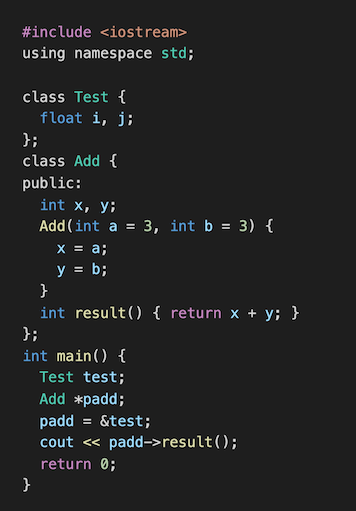 #include <iostream>
using namespace std;

class Test {
  float i, j;
};
class Add {
public:
  int x, y;
  Add(int a = 3, int b = 3) {
    x = a;
    y = b;
  }
  int result() { return x + y; }
};
int main() {
  Test test;
  Add *padd;
  padd = &test;
  cout << padd->result();
  return 0;
}